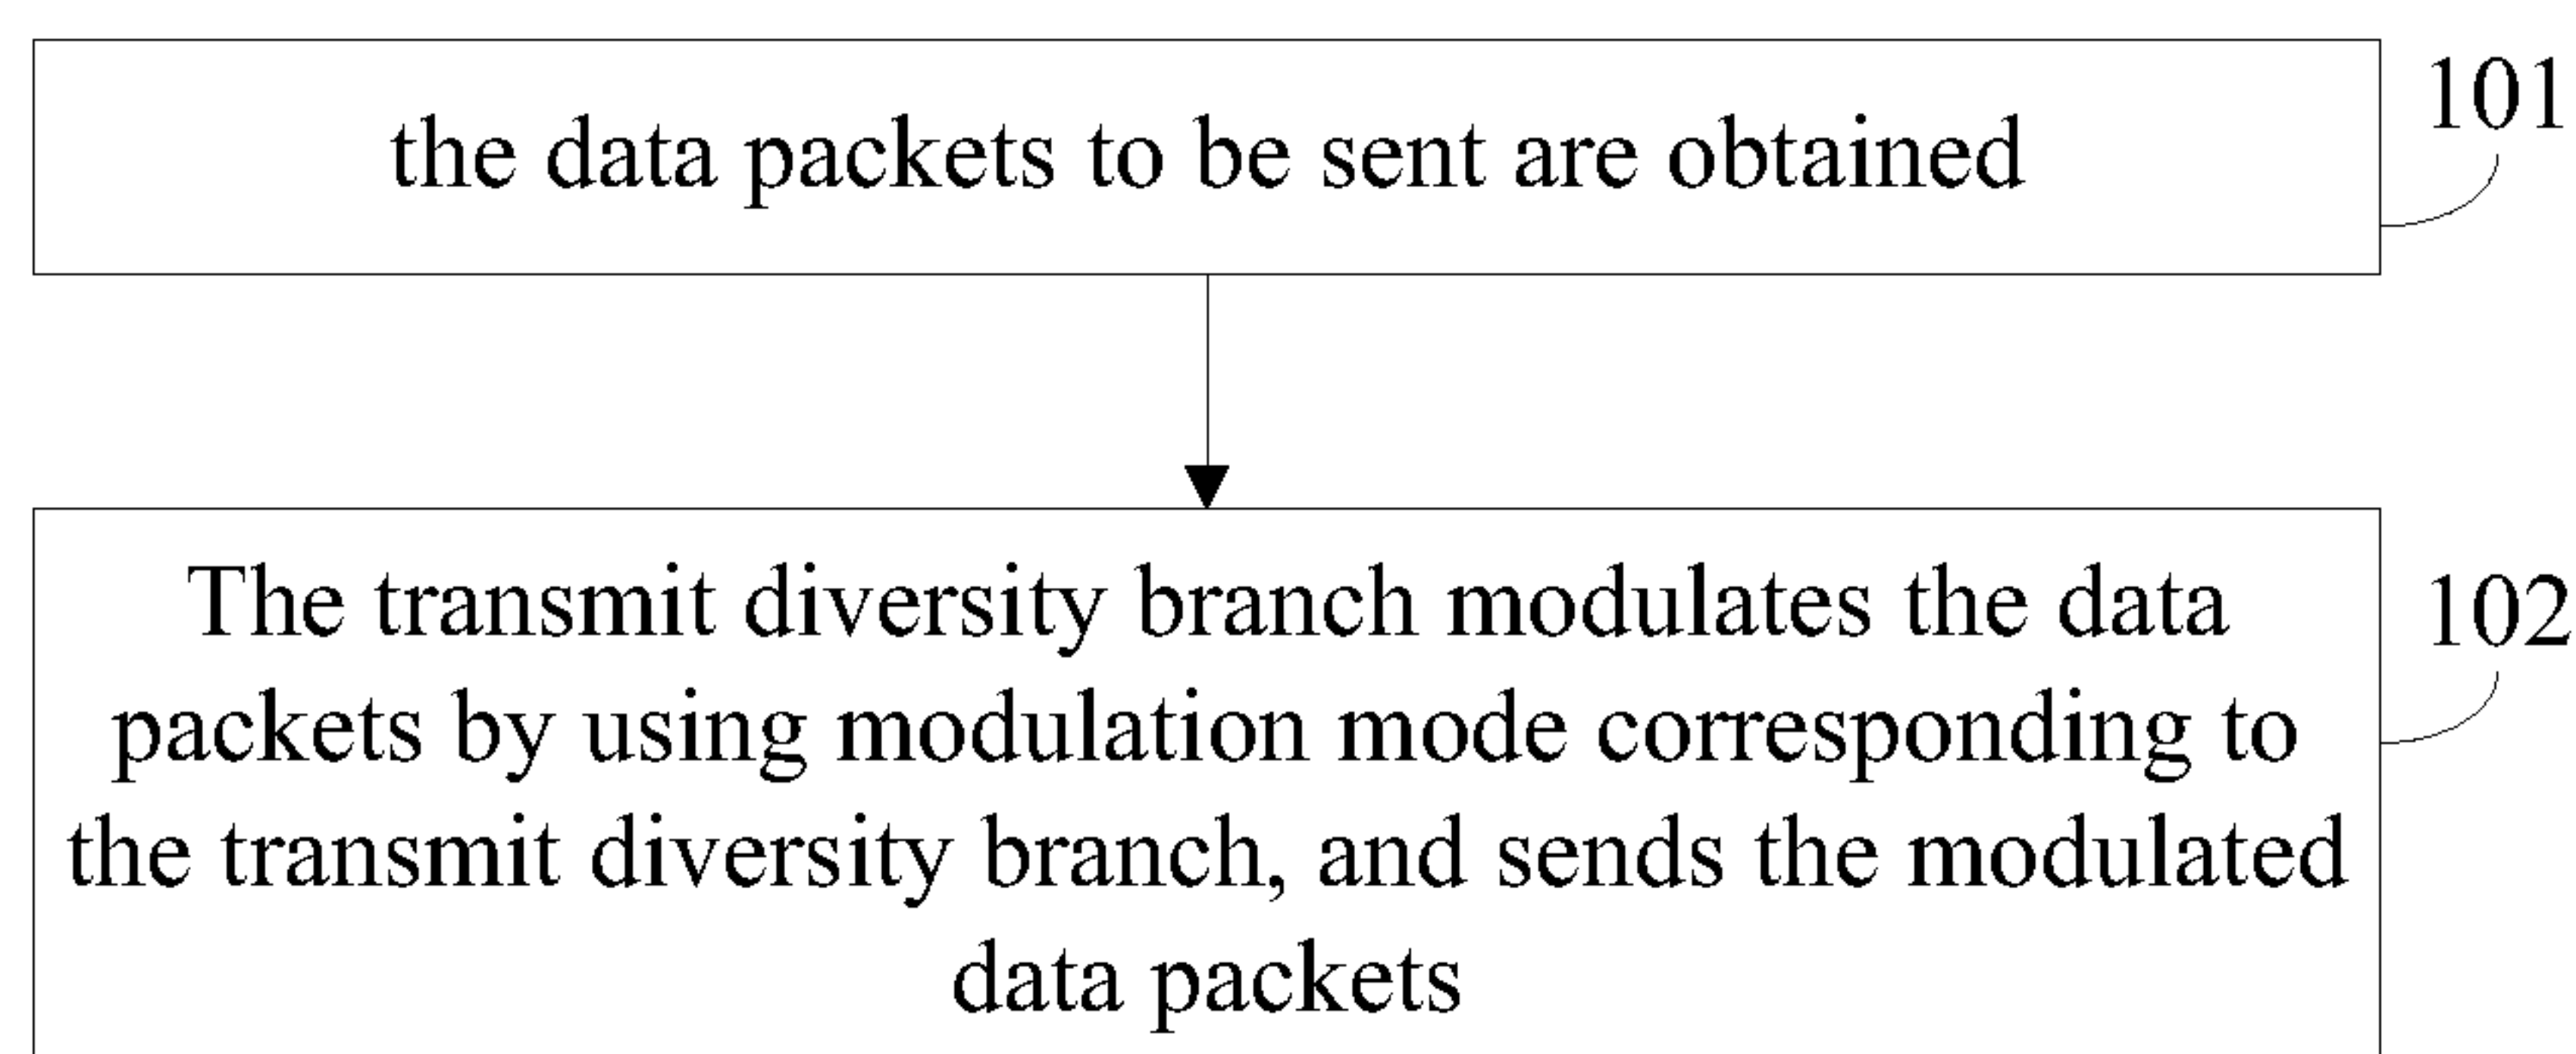 the data packets to be sent are obtained
101
The transmit diversity branch modulates the data
packets by using modulation mode corresponding to
the transmit diversity branch, and sends the modulated
data packets
102